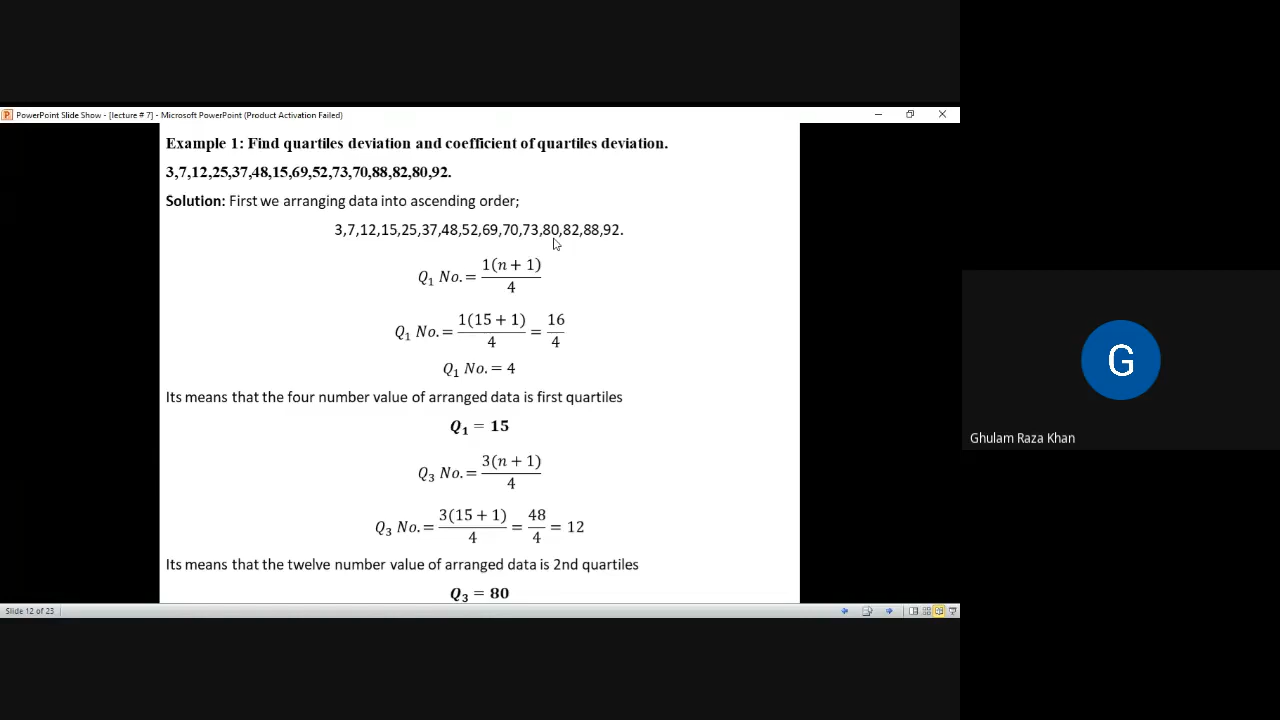 PowerPoint Slide Show - [lecture # 7] - Microsoft PowerPoint (Product Activation Failed)
Example 1: Find quartiles deviation and coefficient of quartiles deviation.
3,7,12,25,37,48,15,69,52,73,70,88,82,80,92.
Solution: First we arranging data into ascending order;
3,7,12,15,25,37,48,52,69,70,73,80,82,88,92.
Q₁ No. = 1(n + 1) / 4
Q₁ No. = 1(15 + 1) / 4 = 16 / 4
Q₁ No. = 4
Its means that the four number value of arranged data is first quartiles
Q₁ = 15
Q₃ No. = 3(n + 1) / 4
Q₃ No. = 3(15 + 1) / 4 = 48 / 4 = 12
Its means that the twelve number value of arranged data is 2nd quartiles
Q₃ = 80
Slide 12 of 23
G
Ghulam Raza Khan